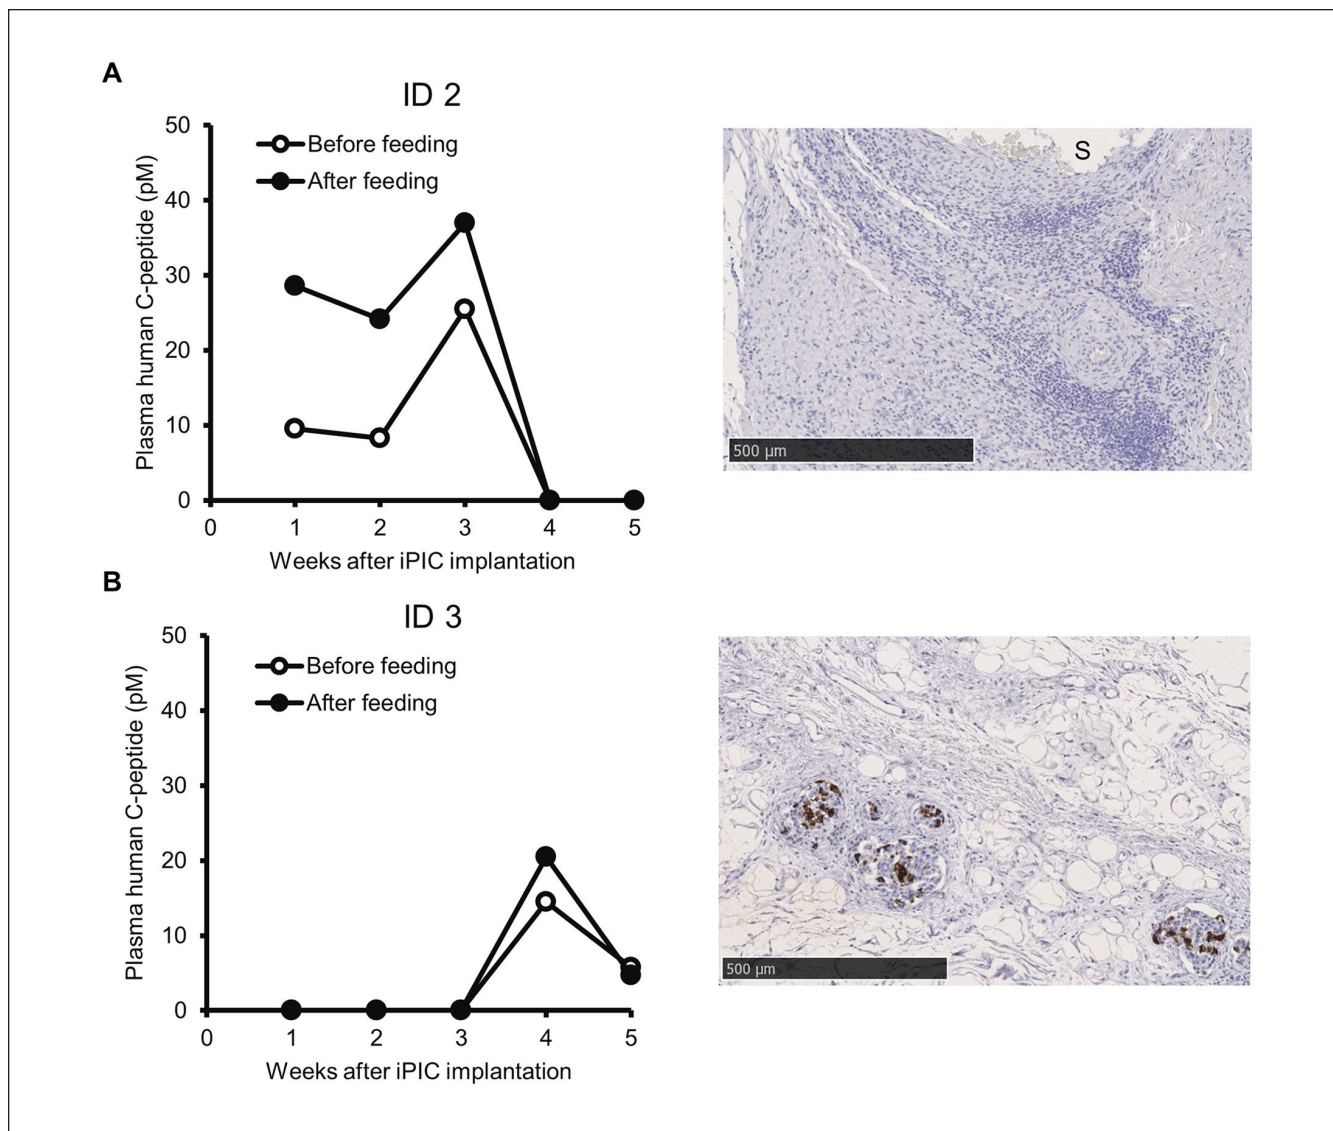 A
ID 2
50
Before feeding
After feeding
40
30
20
10
0
Plasma human C-peptide (pM)
0 1 2 3 4 5
Weeks after iPIC implantation
S
500 µm
B
ID 3
50
Before feeding
After feeding
40
30
20
10
0
Plasma human C-peptide (pM)
0 1 2 3 4 5
Weeks after iPIC implantation
500 µm